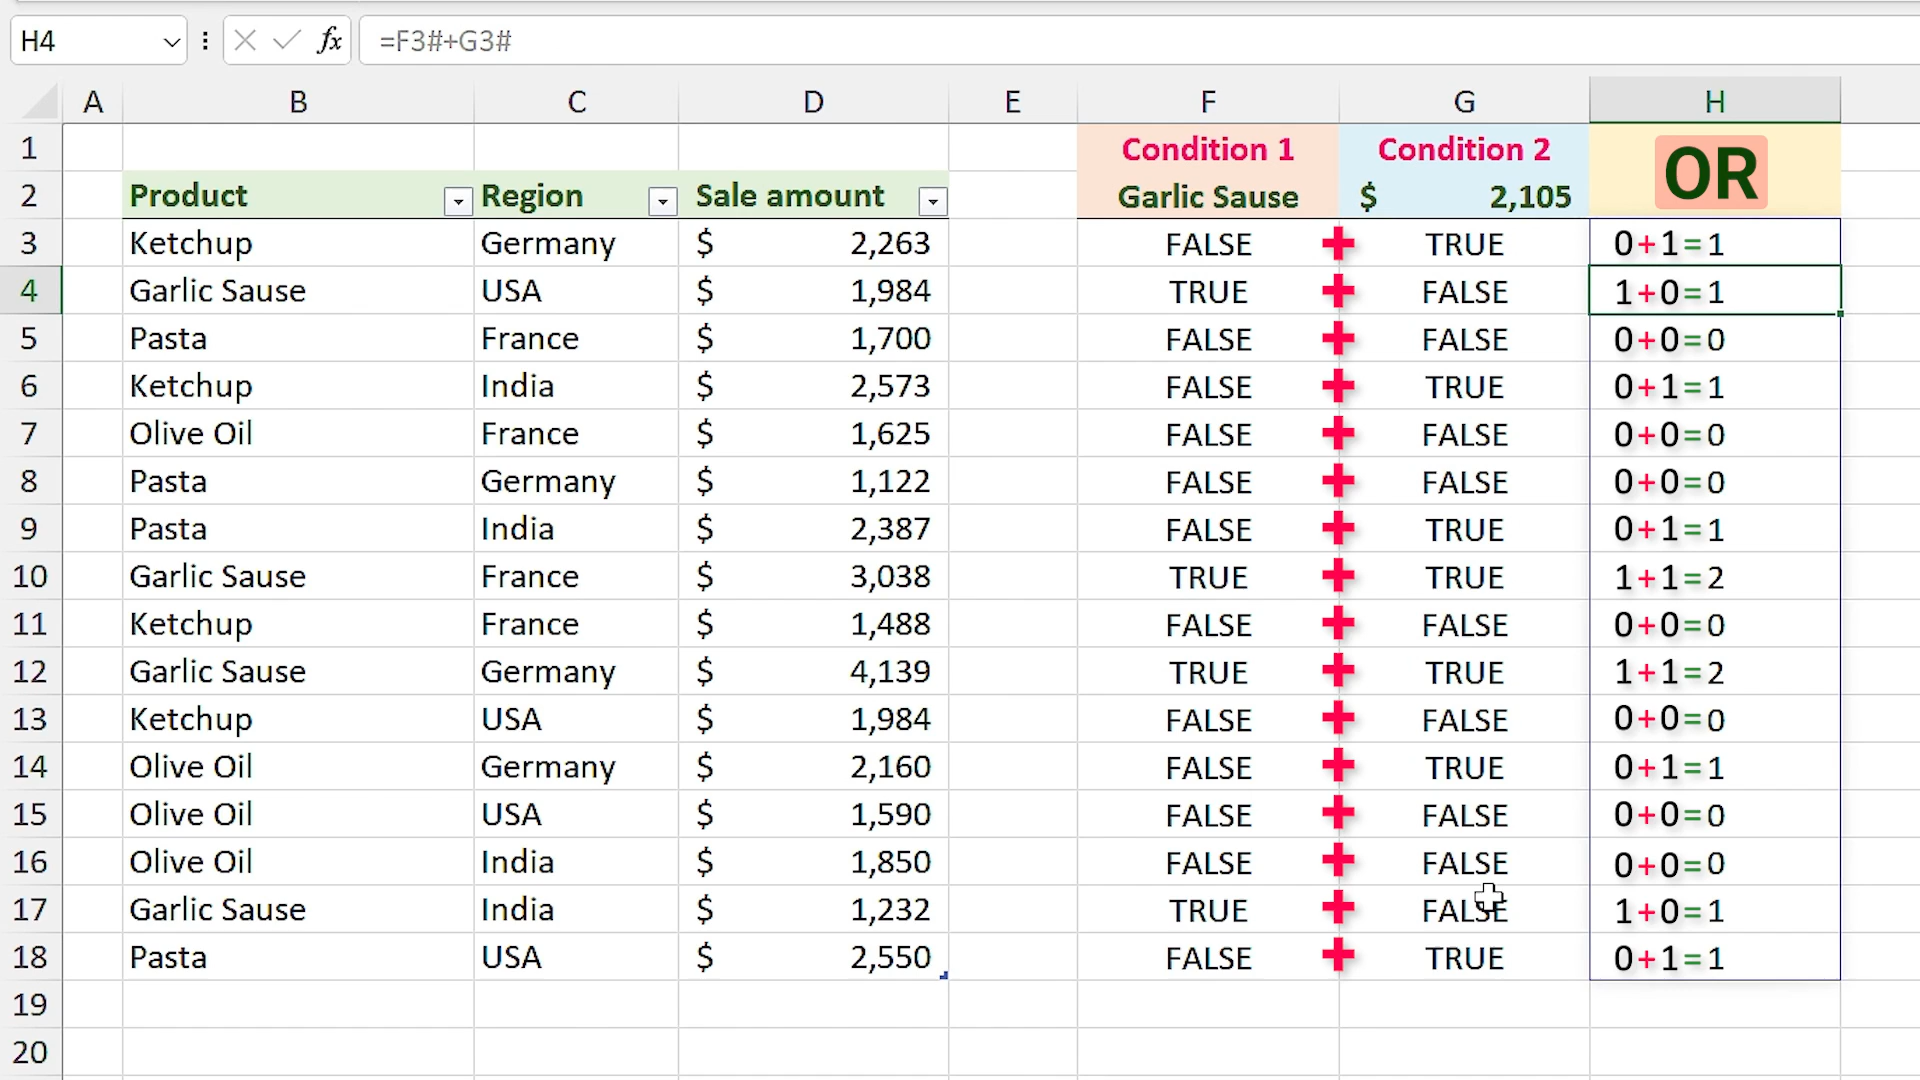 H4 fx =F3#+G3#
A B C D E F G H
1 Condition 1 Condition 2 OR
2 Product Region Sale amount Garlic Sause $ 2,105
3 Ketchup Germany $ 2,263 FALSE + TRUE 0+1=1
4 Garlic Sause USA $ 1,984 TRUE + FALSE 1+0=1
5 Pasta France $ 1,700 FALSE + FALSE 0+0=0
6 Ketchup India $ 2,573 FALSE + TRUE 0+1=1
7 Olive Oil France $ 1,625 FALSE + FALSE 0+0=0
8 Pasta Germany $ 1,122 FALSE + FALSE 0+0=0
9 Pasta India $ 2,387 FALSE + TRUE 0+1=1
10 Garlic Sause France $ 3,038 TRUE + TRUE 1+1=2
11 Ketchup France $ 1,488 FALSE + FALSE 0+0=0
12 Garlic Sause Germany $ 4,139 TRUE + TRUE 1+1=2
13 Ketchup USA $ 1,984 FALSE + FALSE 0+0=0
14 Olive Oil Germany $ 2,160 FALSE + TRUE 0+1=1
15 Olive Oil USA $ 1,590 FALSE + FALSE 0+0=0
16 Olive Oil India $ 1,850 FALSE + FALSE 0+0=0
17 Garlic Sause India $ 1,232 TRUE + FALSE 1+0=1
18 Pasta USA $ 2,550 FALSE + TRUE 0+1=1
19
20